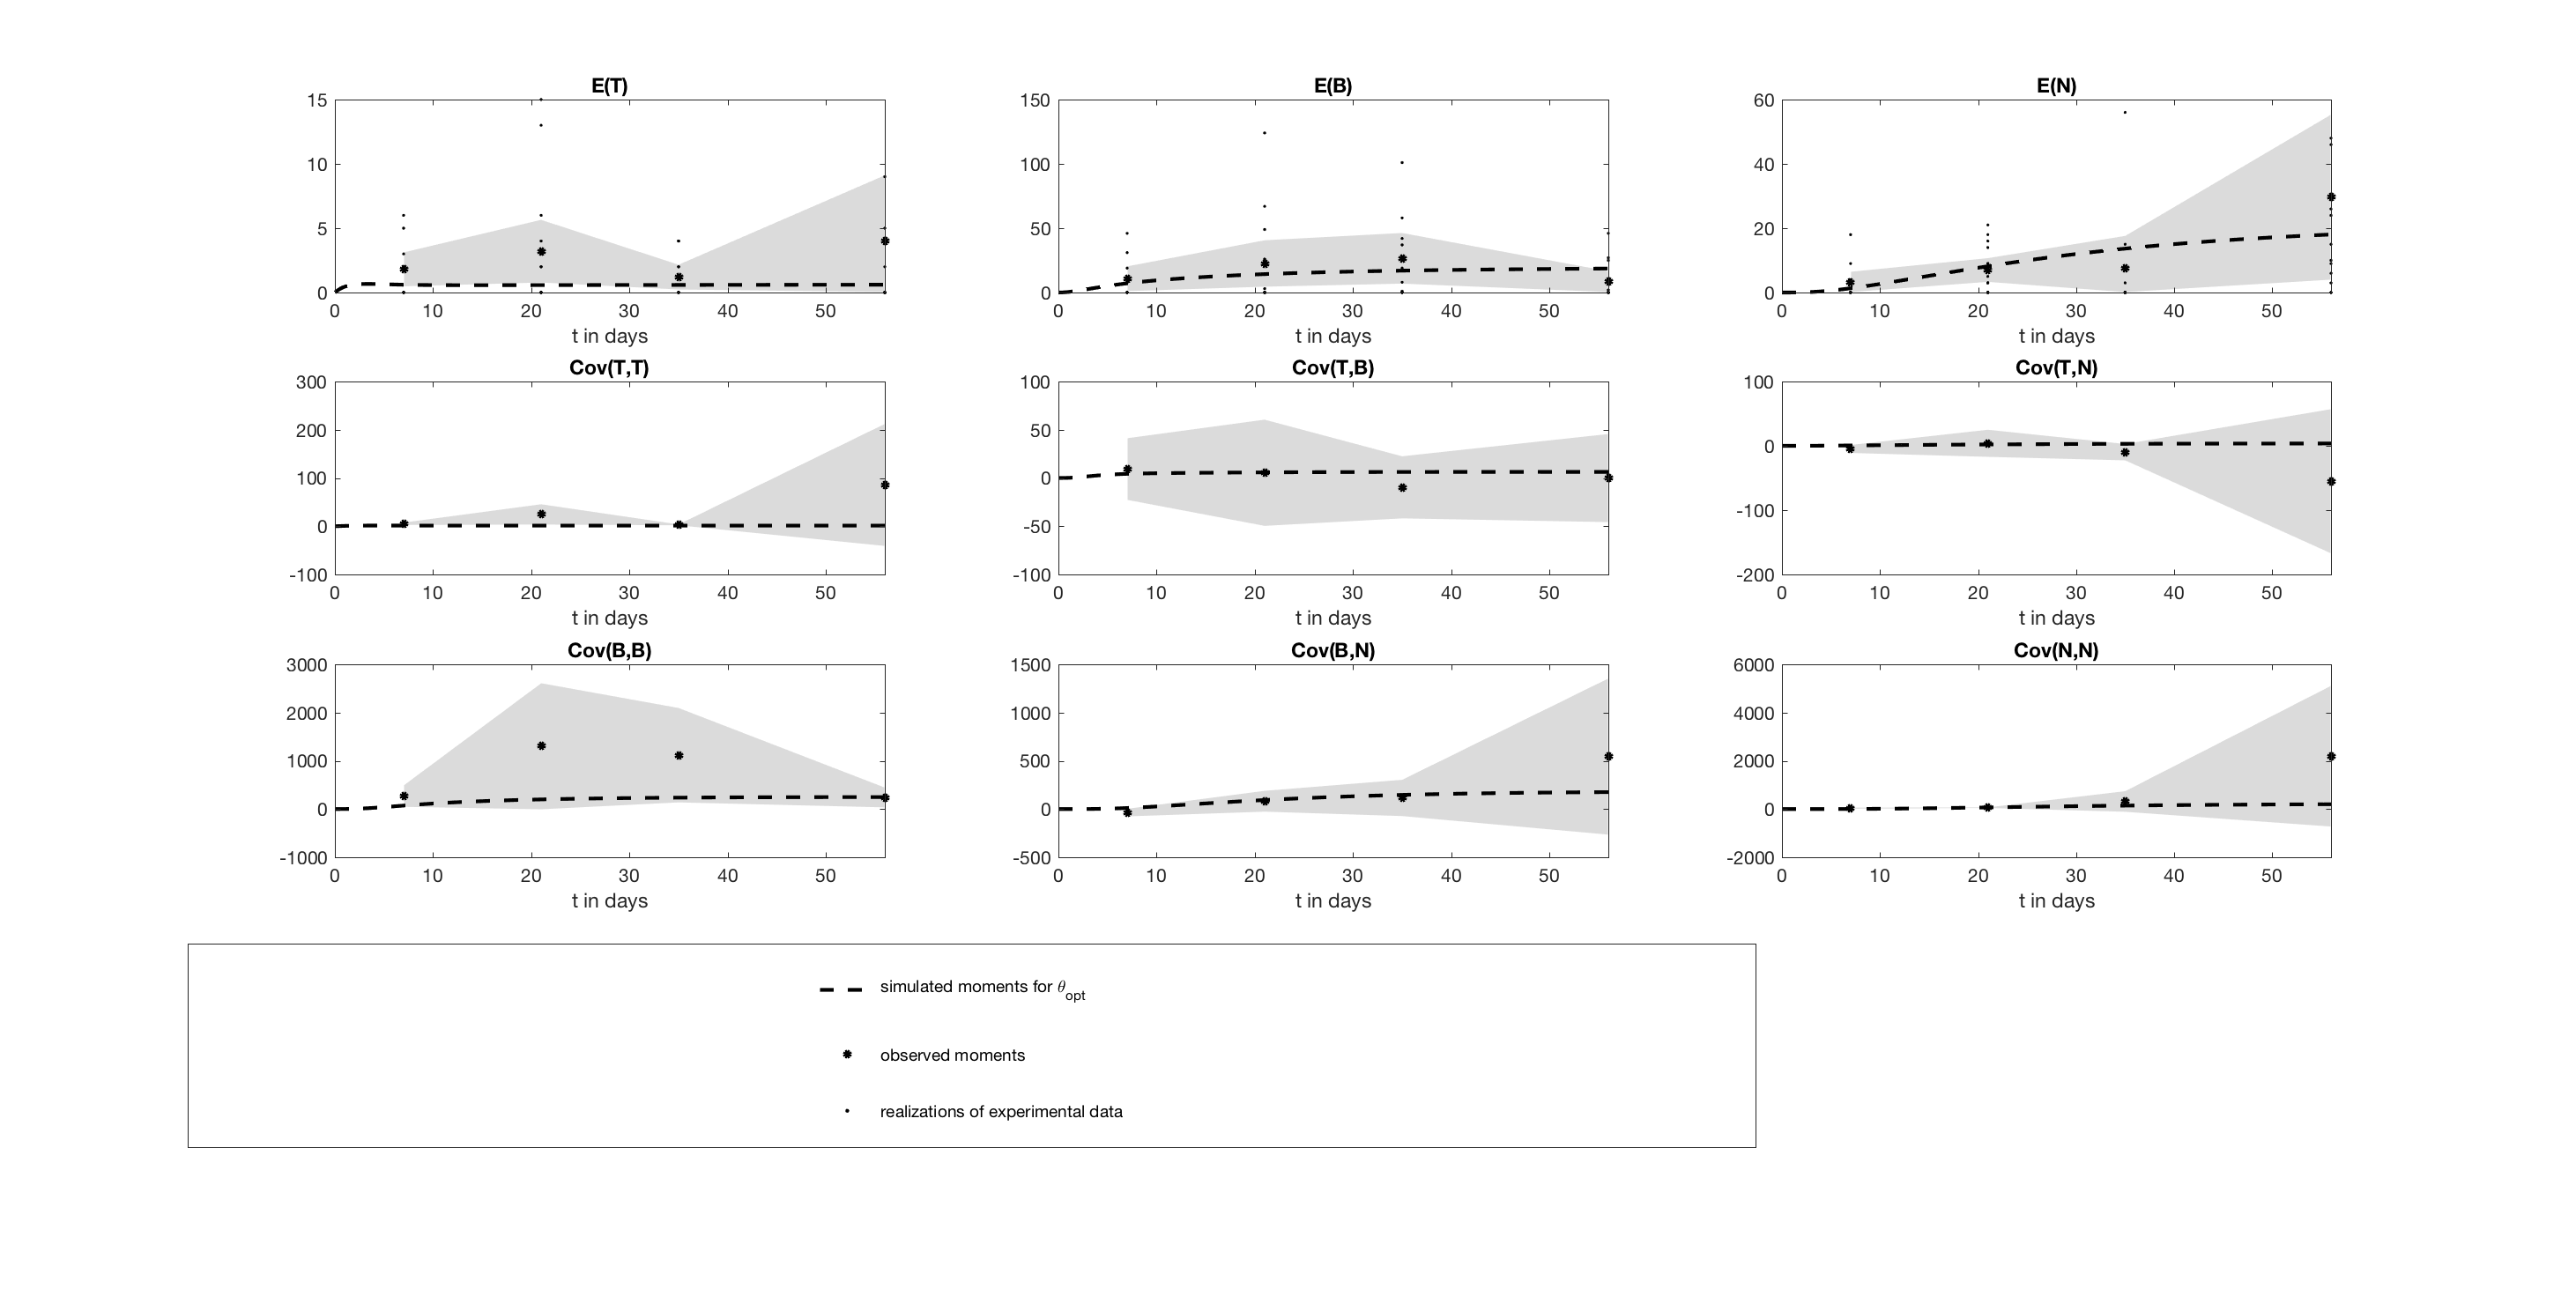 E(T)
15
10
5
0
0 10 20 30 40 50
t in days
E(B)
150
100
50
0
0 10 20 30 40 50
t in days
E(N)
60
40
20
0
0 10 20 30 40 50
t in days
Cov(T,T)
300
200
100
0
-100
0 10 20 30 40 50
t in days
Cov(T,B)
100
50
0
-50
-100
0 10 20 30 40 50
t in days
Cov(T,N)
100
0
-100
-200
0 10 20 30 40 50
t in days
Cov(B,B)
3000
2000
1000
0
-1000
0 10 20 30 40 50
t in days
Cov(B,N)
1500
1000
500
0
-500
0 10 20 30 40 50
t in days
Cov(N,N)
6000
4000
2000
0
-2000
0 10 20 30 40 50
t in days
simulated moments for θopt
observed moments
realizations of experimental data